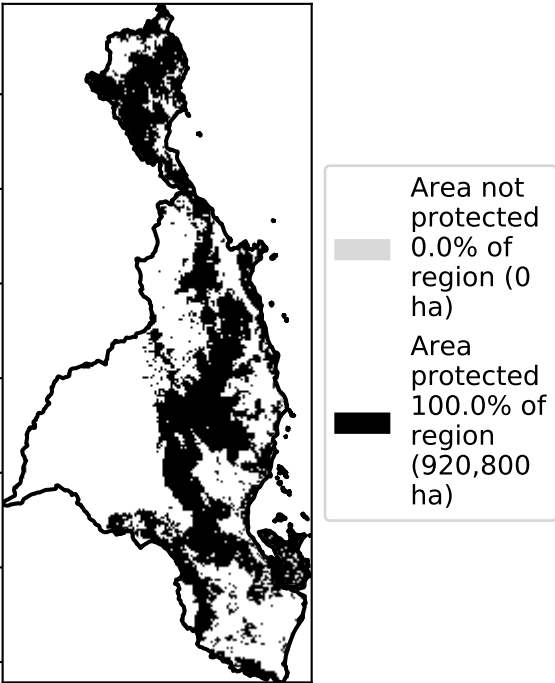 Area not
protected
0.0% of
region (0
ha)
Area
protected
100.0% of
region
(920,800
ha)